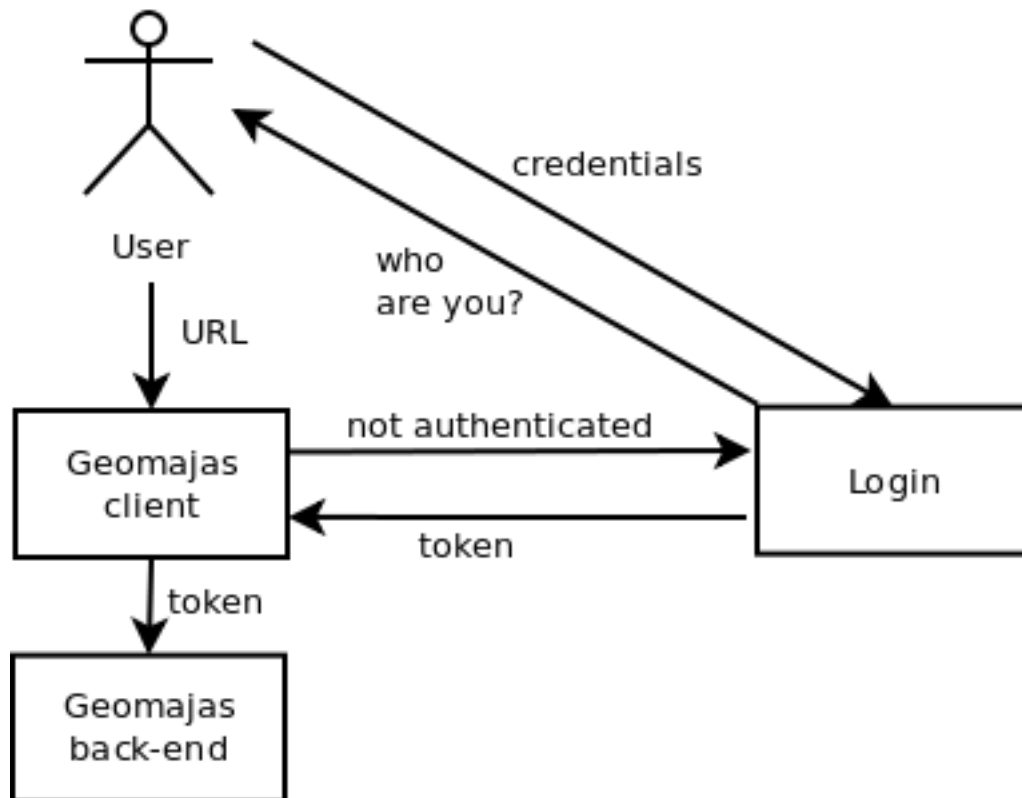 credentials
User
who
are you?
URL
not authenticated
Geomajas
client
Login
token
token
Geomajas
back-end